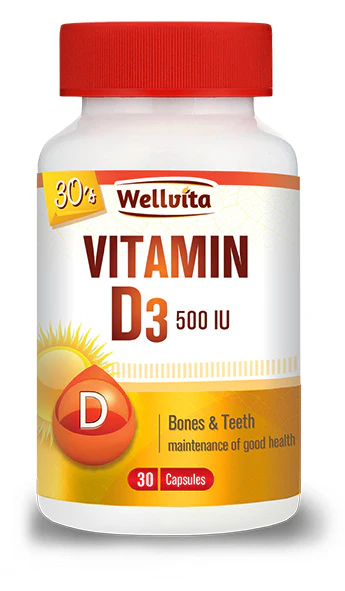 30's
Wellvita
VITAMIN
D3 500 IU
D
Bones & Teeth
maintenance of good health
30 Capsules